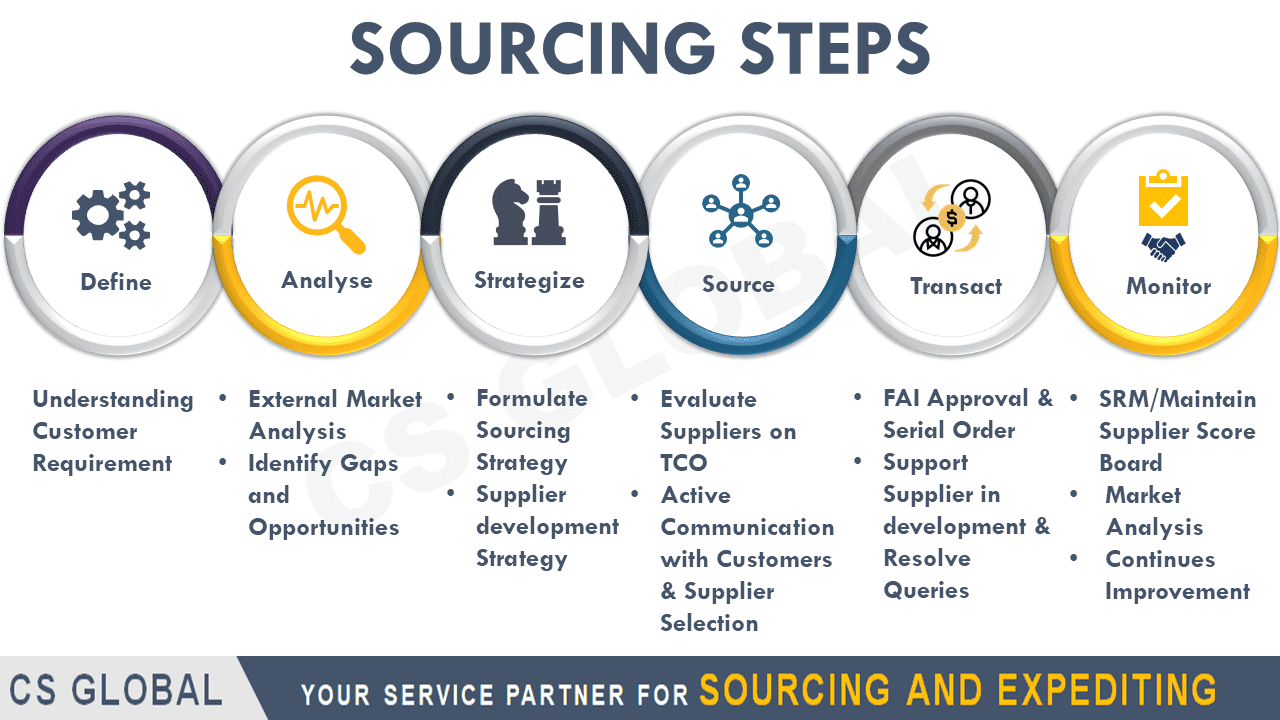 SOURCING STEPS
Define
Analyse
Strategize
Source
Transact
Monitor
Understanding
Customer
Requirement
• External Market
Analysis
• Identify Gaps
and
Opportunities
• Formulate
Sourcing
Strategy
• Supplier
development
Strategy
• Evaluate
Suppliers on
TCO
• Active
Communication
with Customers
& Supplier
Selection
• FAI Approval &
Serial Order
• Support
Supplier in
development &
Resolve
Queries
• SRM/Maintain
Supplier Score
Board
• Market
Analysis
• Continues
Improvement
$
CS GLOBAL
CS GLOBAL
YOUR SERVICE PARTNER FOR SOURCING AND EXPEDITING